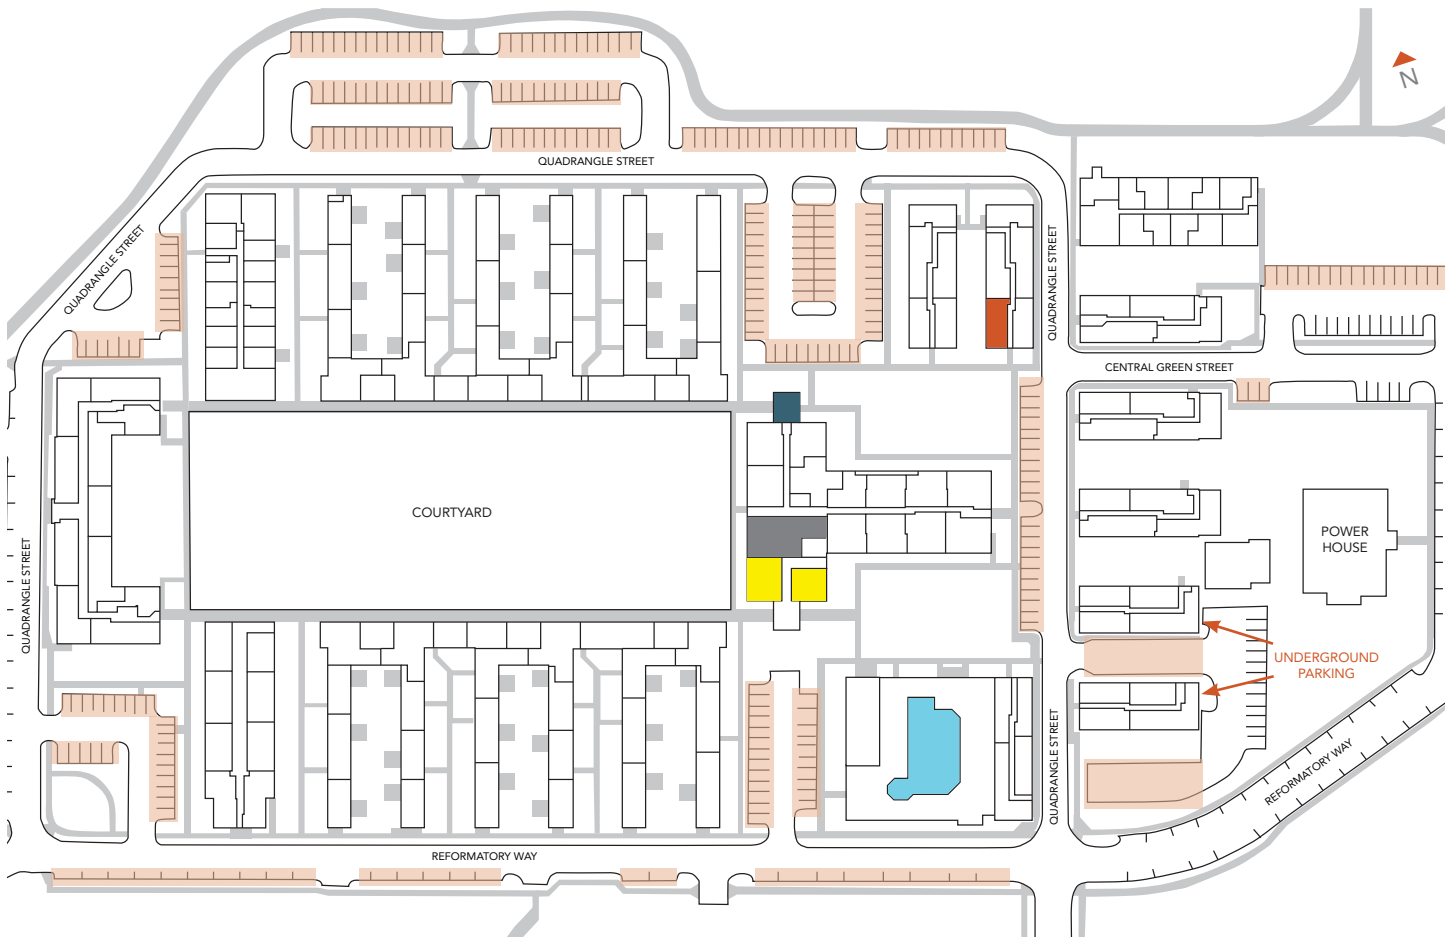 N
QUADRANGLE STREET
QUADRANGLE STREET
QUADRANGLE STREET
CENTRAL GREEN STREET
COURTYARD
POWER
HOUSE
QUADRANGLE STREET
UNDERGROUND
PARKING
QUADRANGLE STREET
REFORMATORY WAY
REFORMATORY WAY